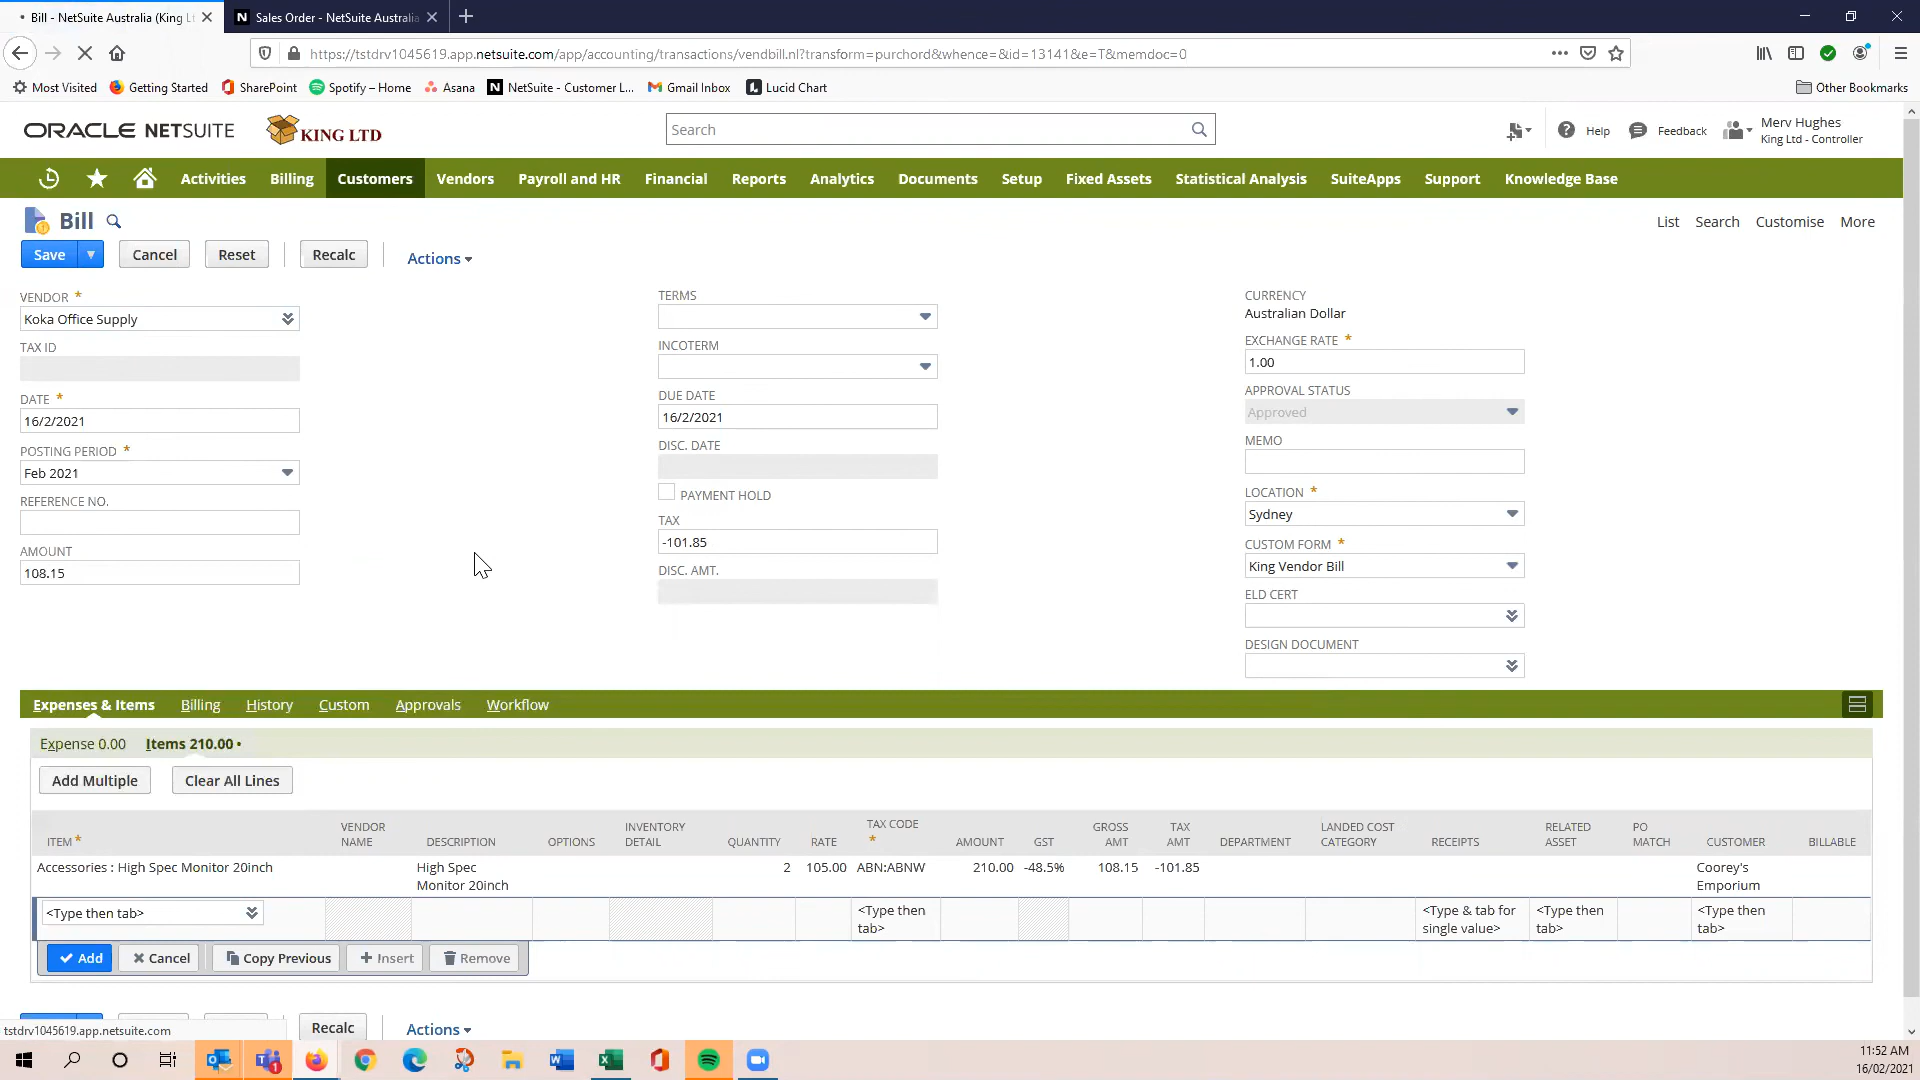 Bill - NetSuite Australia (King Lt
Sales Order - NetSuite Australia
https://tstdrv1045619.app.netsuite.com/app/accounting/transactions/vendbill.nl?transform=purchord&whence=&id=13141&e=T&memdoc=0
Most Visited Getting Started SharePoint Spotify – Home Asana NetSuite - Customer L... Gmail Inbox Lucid Chart Other Bookmarks
ORACLE NETSUITE KING LTD Search Help Feedback Merv Hughes
King Ltd - Controller
Activities Billing Customers Vendors Payroll and HR Financial Reports Analytics Documents Setup Fixed Assets Statistical Analysis SuiteApps Support Knowledge Base
Bill List Search Customise More
Save Cancel Reset Recalc Actions
VENDOR *
Koka Office Supply
TAX ID
DATE *
16/2/2021
POSTING PERIOD *
Feb 2021
REFERENCE NO.
AMOUNT
108.15
TERMS
INCOTERM
DUE DATE
16/2/2021
DISC. DATE
PAYMENT HOLD
TAX
-101.85
DISC. AMT.
CURRENCY
Australian Dollar
EXCHANGE RATE *
1.00
APPROVAL STATUS
Approved
MEMO
LOCATION *
Sydney
CUSTOM FORM *
King Vendor Bill
ELD CERT
DESIGN DOCUMENT
Expenses & Items Billing History Custom Approvals Workflow
Expense 0.00 Items 210.00 •
Add Multiple Clear All Lines
ITEM * VENDOR NAME DESCRIPTION OPTIONS INVENTORY DETAIL QUANTITY RATE TAX CODE * AMOUNT GST GROSS AMT TAX AMT DEPARTMENT LANDED COST CATEGORY RECEIPTS RELATED ASSET PO MATCH CUSTOMER BILLABLE
Accessories : High Spec Monitor 20inch High Spec Monitor 20inch 2 105.00 ABN:ABNW 210.00 -48.5% 108.15 -101.85 Coorey's Emporium
<Type then tab> <Type then tab> <Type & tab for single value> <Type then tab> <Type then tab>
Add Cancel Copy Previous Insert Remove
Recalc Actions
tstdrv1045619.app.netsuite.com
1
11:52 AM
16/02/2021